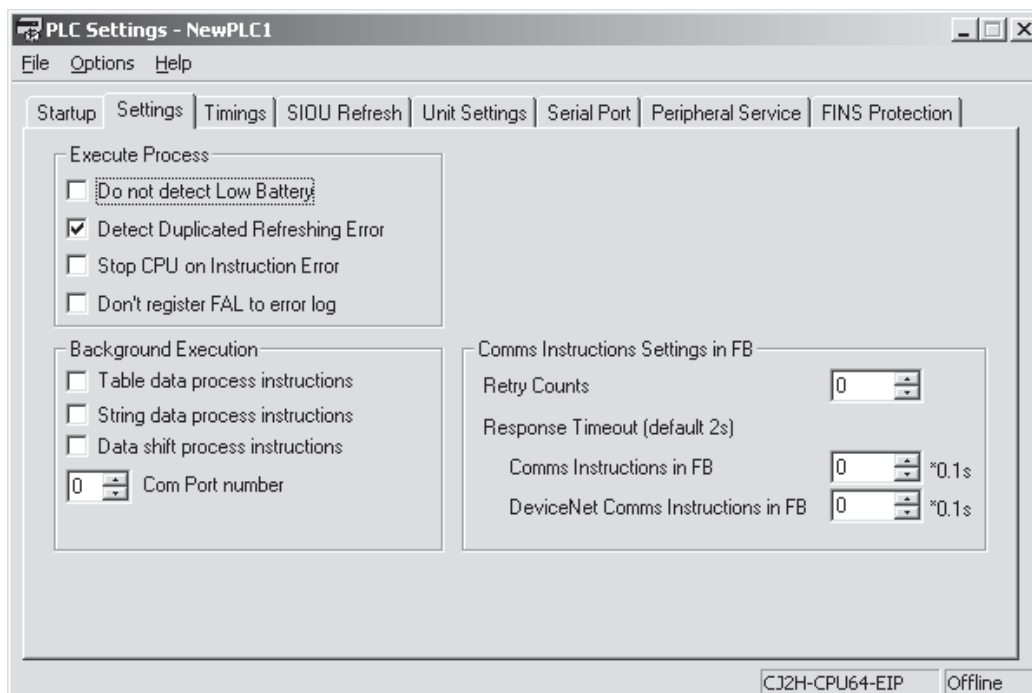 PLC Settings - NewPLC1
File Options Help
Startup Settings Timings SIOU Refresh Unit Settings Serial Port Peripheral Service FINS Protection
Execute Process
Do not detect Low Battery
Detect Duplicated Refreshing Error
Stop CPU on Instruction Error
Don't register FAL to error log
Background Execution
Table data process instructions
String data process instructions
Data shift process instructions
0 Com Port number
Comms Instructions Settings in FB
Retry Counts 0
Response Timeout (default 2s)
Comms Instructions in FB 0 *0.1s
DeviceNet Comms Instructions in FB 0 *0.1s
CJ2H-CPU64-EIP Offline